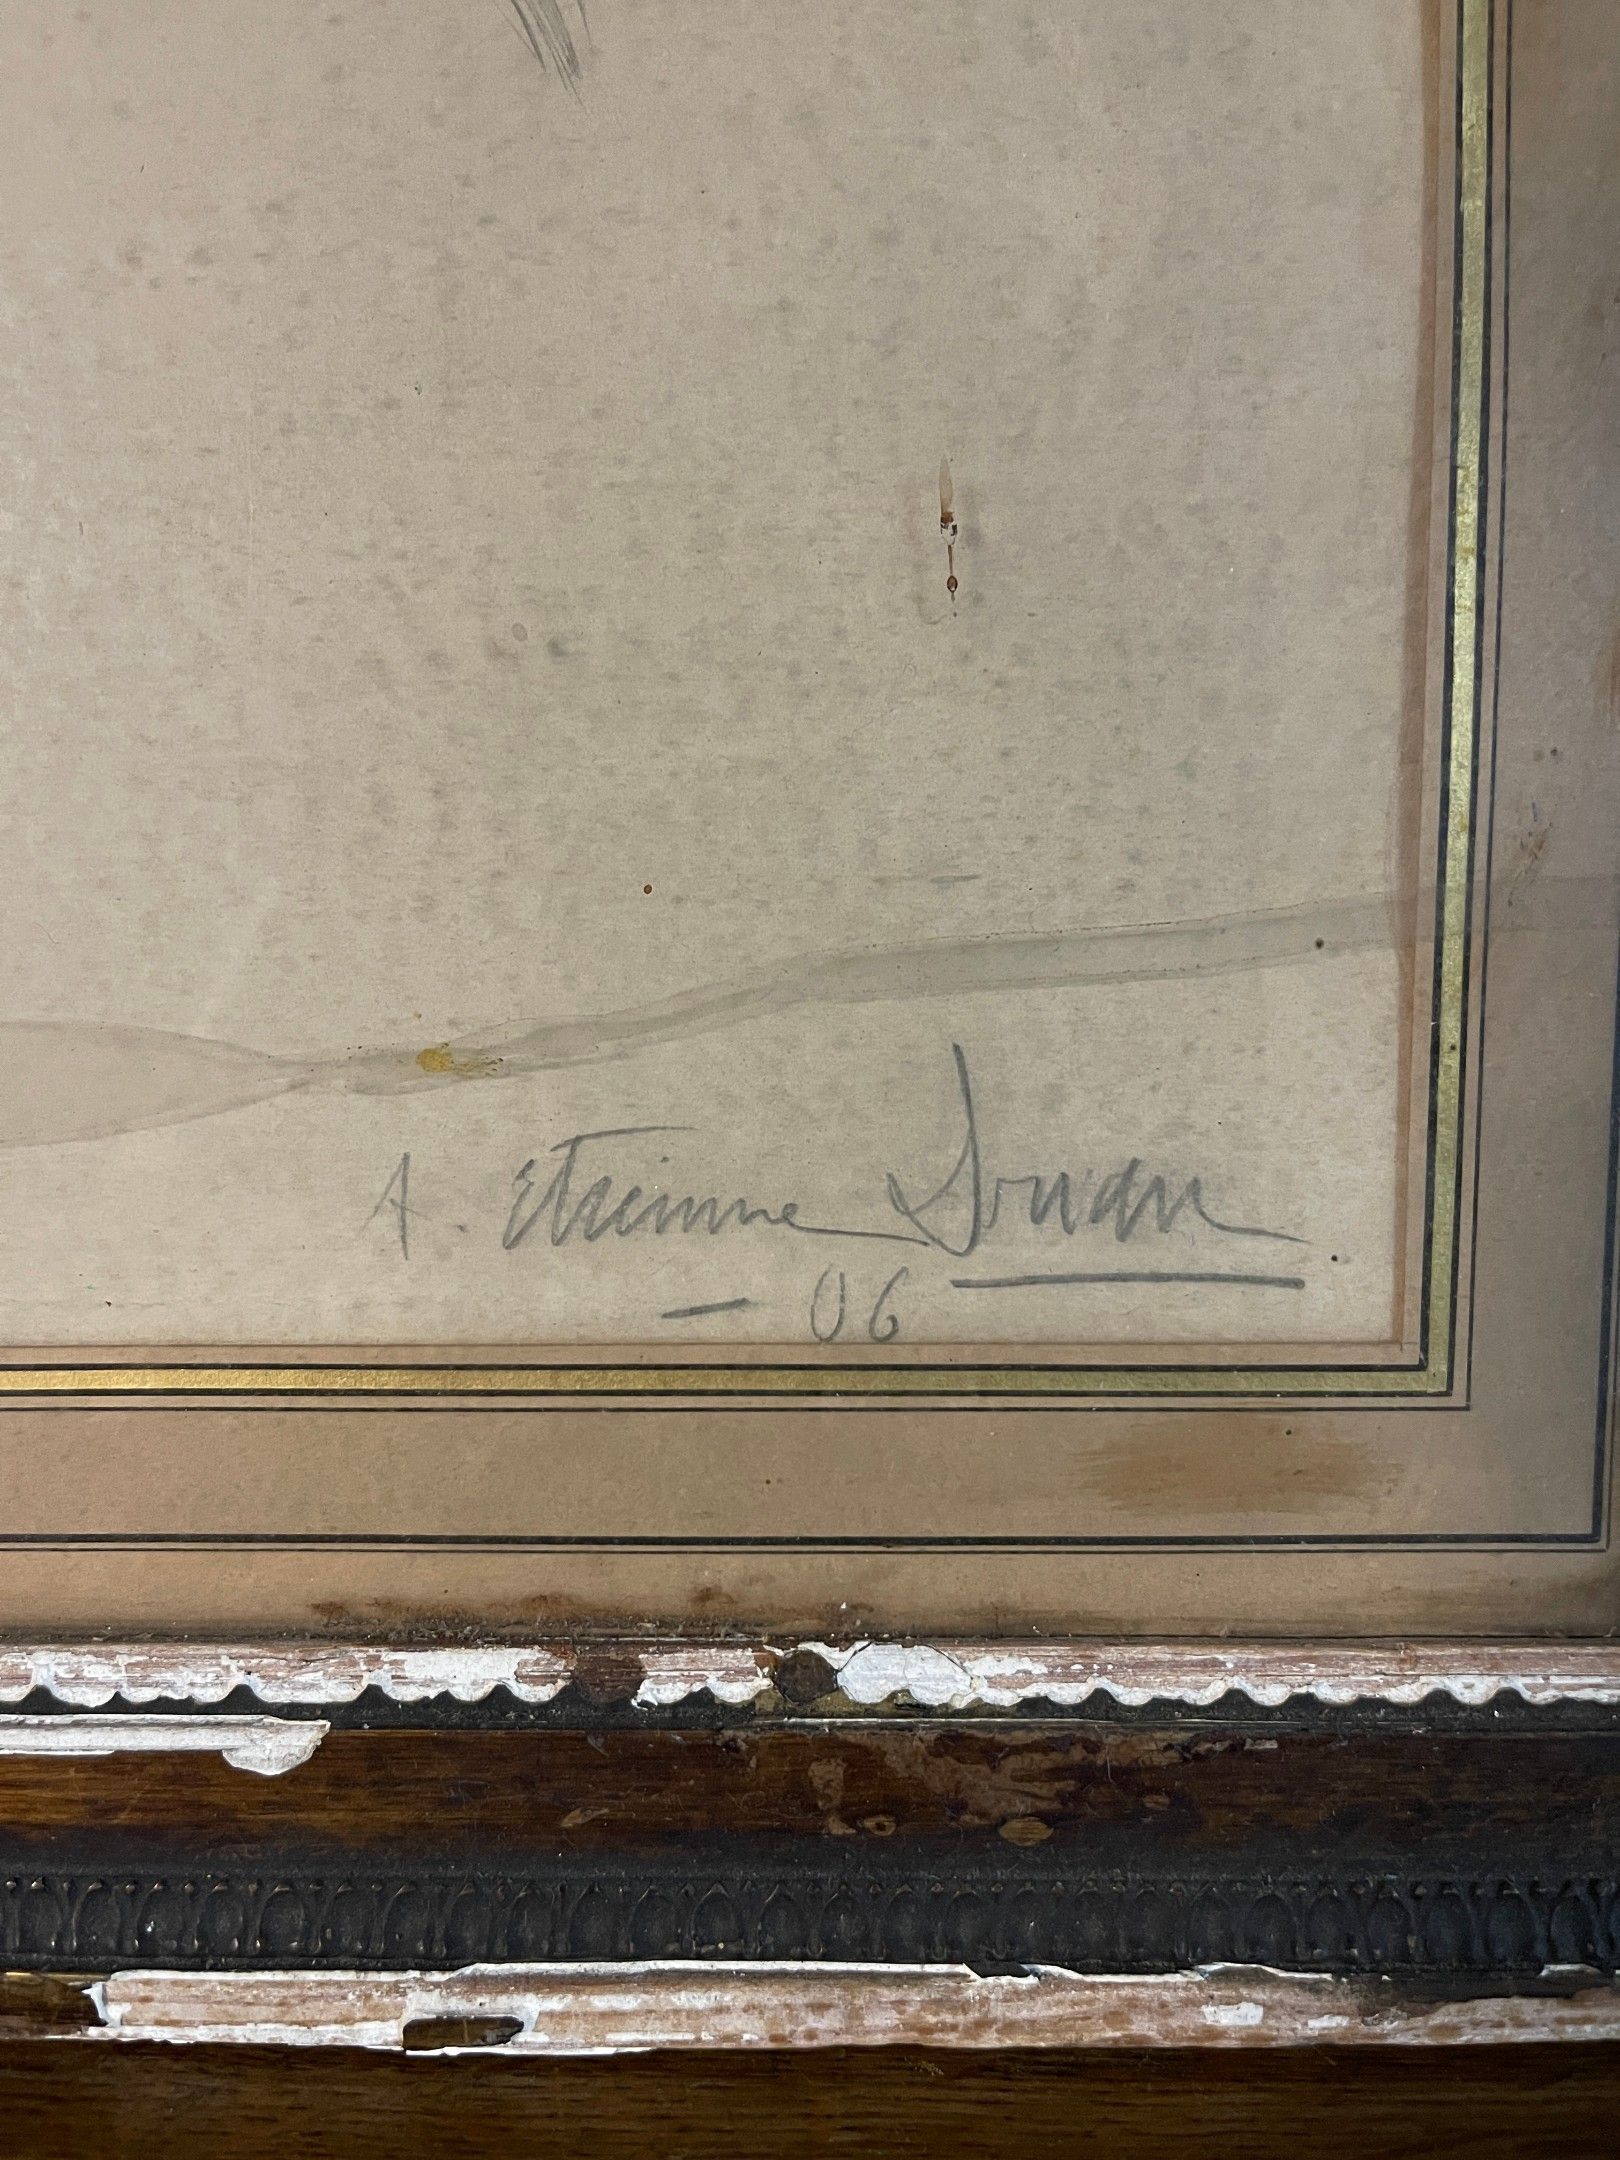 A. Etienne
- 06